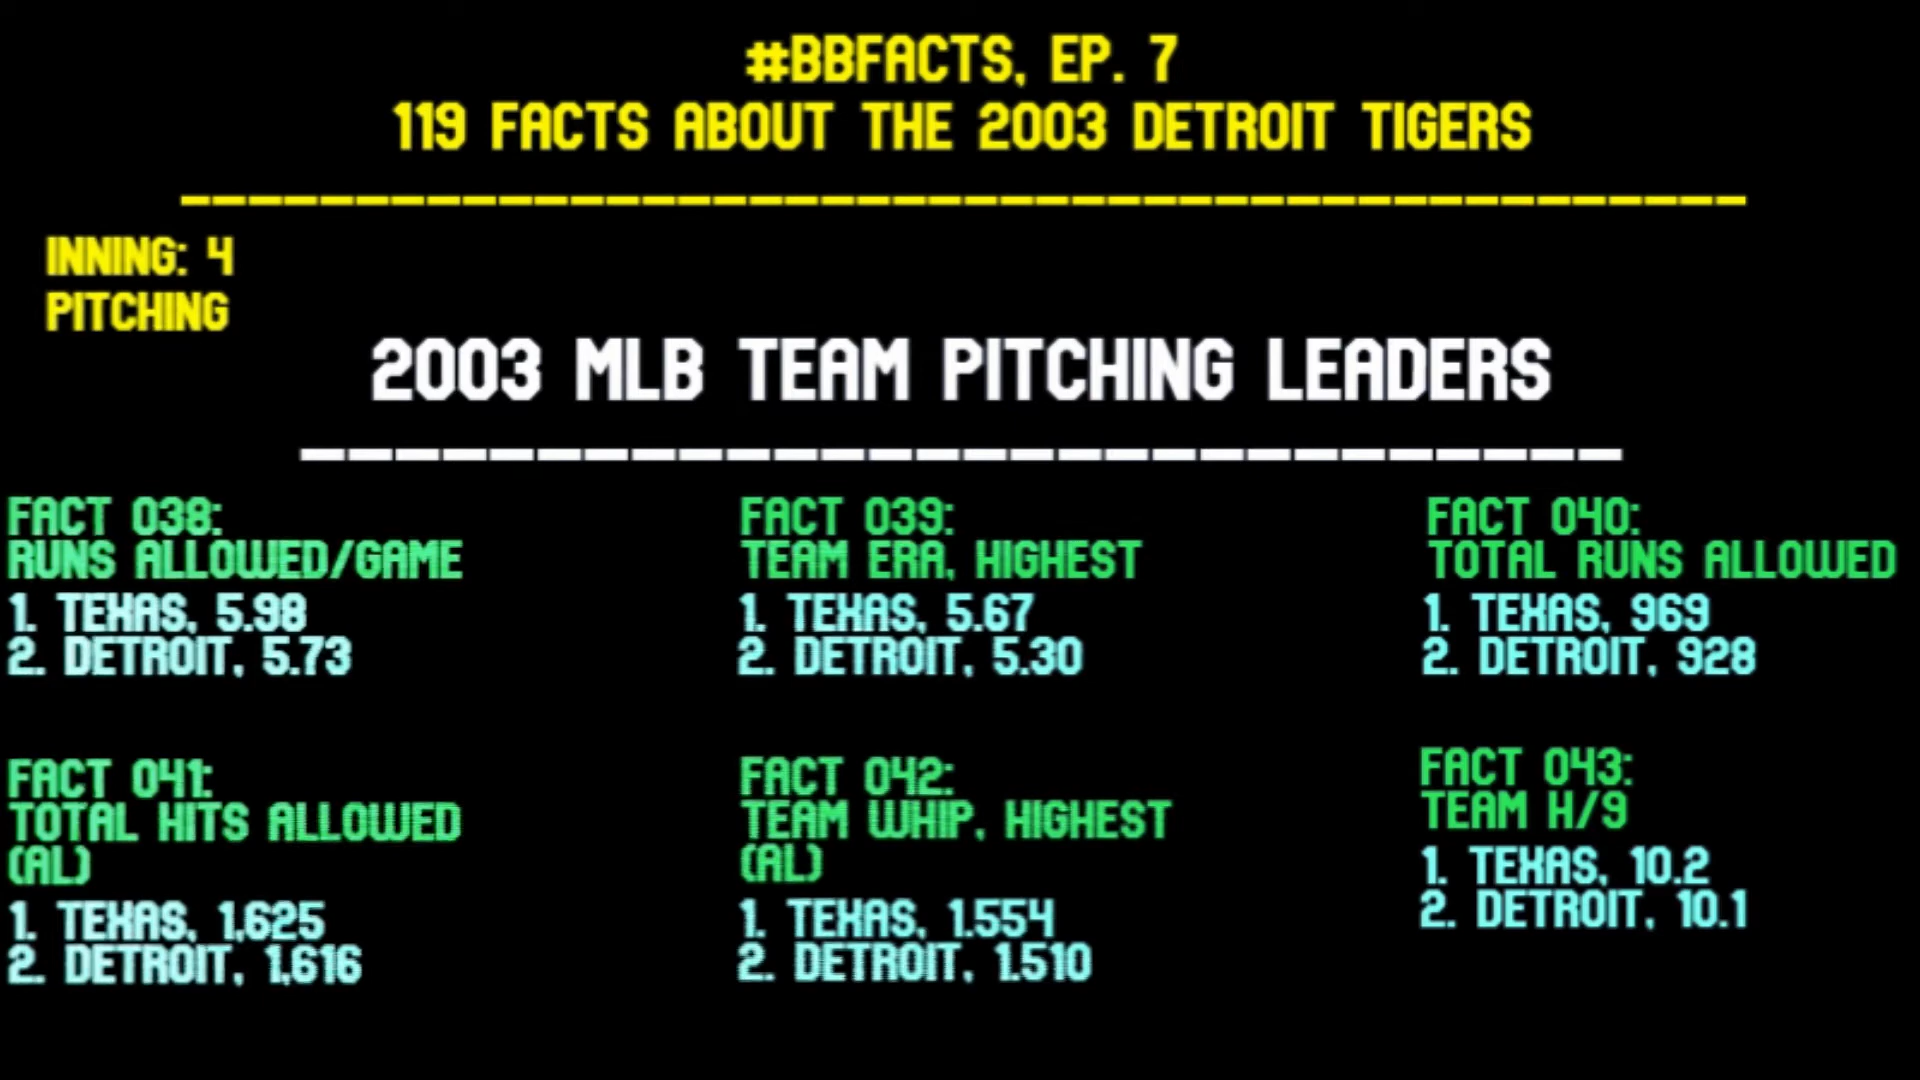 #BBFACTS, EP. 7
119 FACTS ABOUT THE 2003 DETROIT TIGERS
INNING: 4
PITCHING
2003 MLB TEAM PITCHING LEADERS
FACT 038:
RUNS ALLOWED/GAME
1. TEXAS, 5.98
2. DETROIT, 5.73
FACT 039:
TEAM ERA, HIGHEST
1. TEXAS, 5.67
2. DETROIT, 5.30
FACT 040:
TOTAL RUNS ALLOWED
1. TEXAS, 969
2. DETROIT, 928
FACT 041:
TOTAL HITS ALLOWED
(AL)
1. TEXAS, 1,625
2. DETROIT, 1,616
FACT 042:
TEAM WHIP, HIGHEST
(AL)
1. TEXAS, 1.554
2. DETROIT, 1.510
FACT 043:
TEAM H/9
1. TEXAS, 10.2
2. DETROIT, 10.1